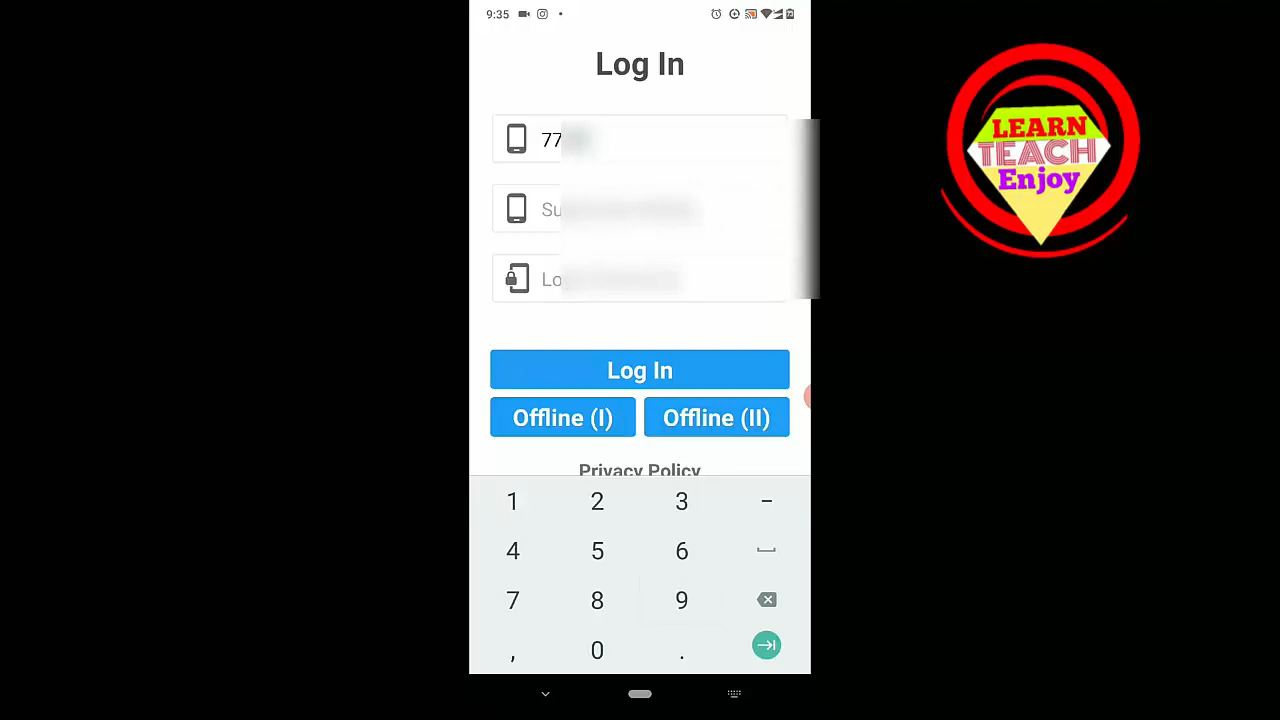 9:35
Log In
77
Su
Lo
Log In
Offline (I) Offline (II)
Privacy Policy
1 2 3 -
4 5 6
7 8 9
, 0 .
LEARN
TEACH
Enjoy